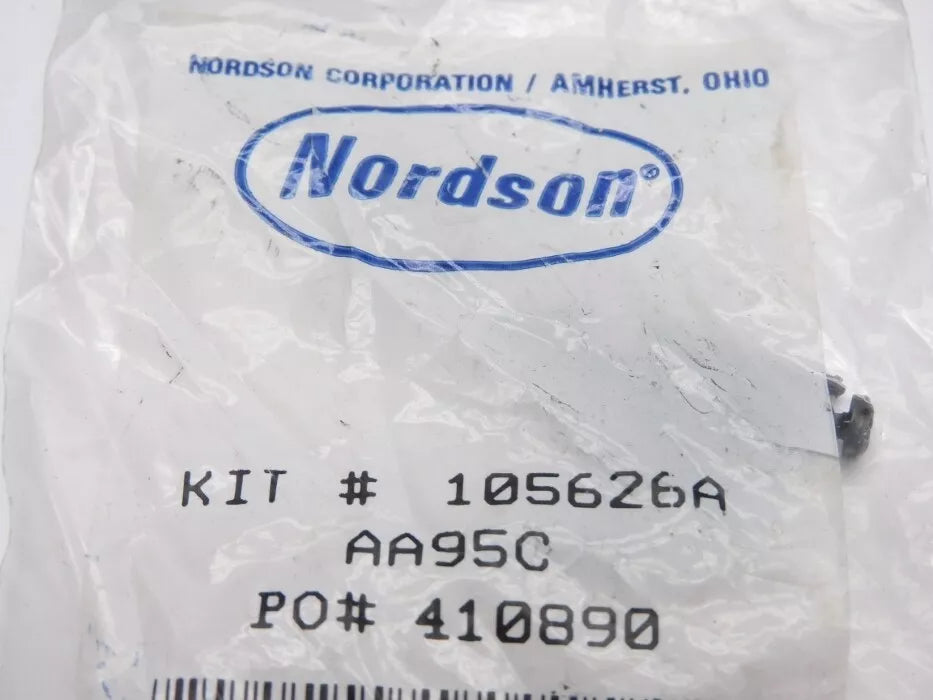 NORDSON CORPORATION / AMHERST, OHIO
Nordson®
KIT # 105626A
AA95C
PO# 410890